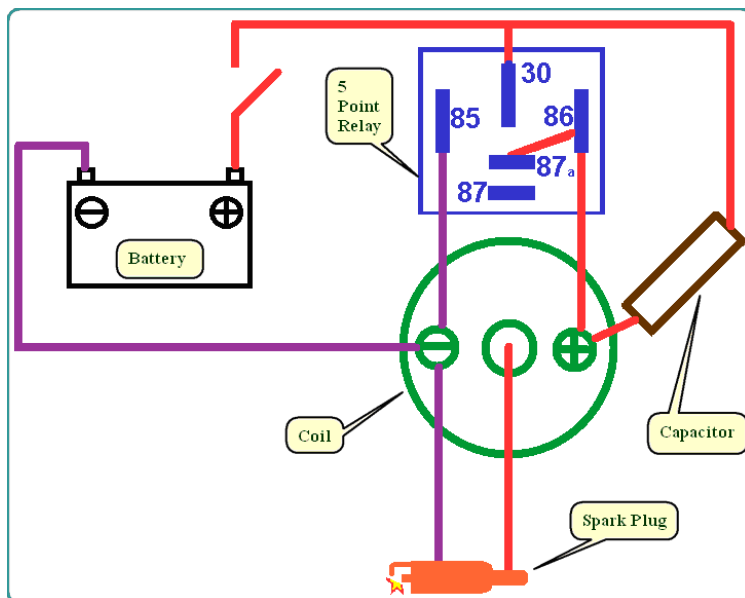 5
Point
Relay
30
85
86
87a
87
Battery
Coil
Capacitor
Spark Plug